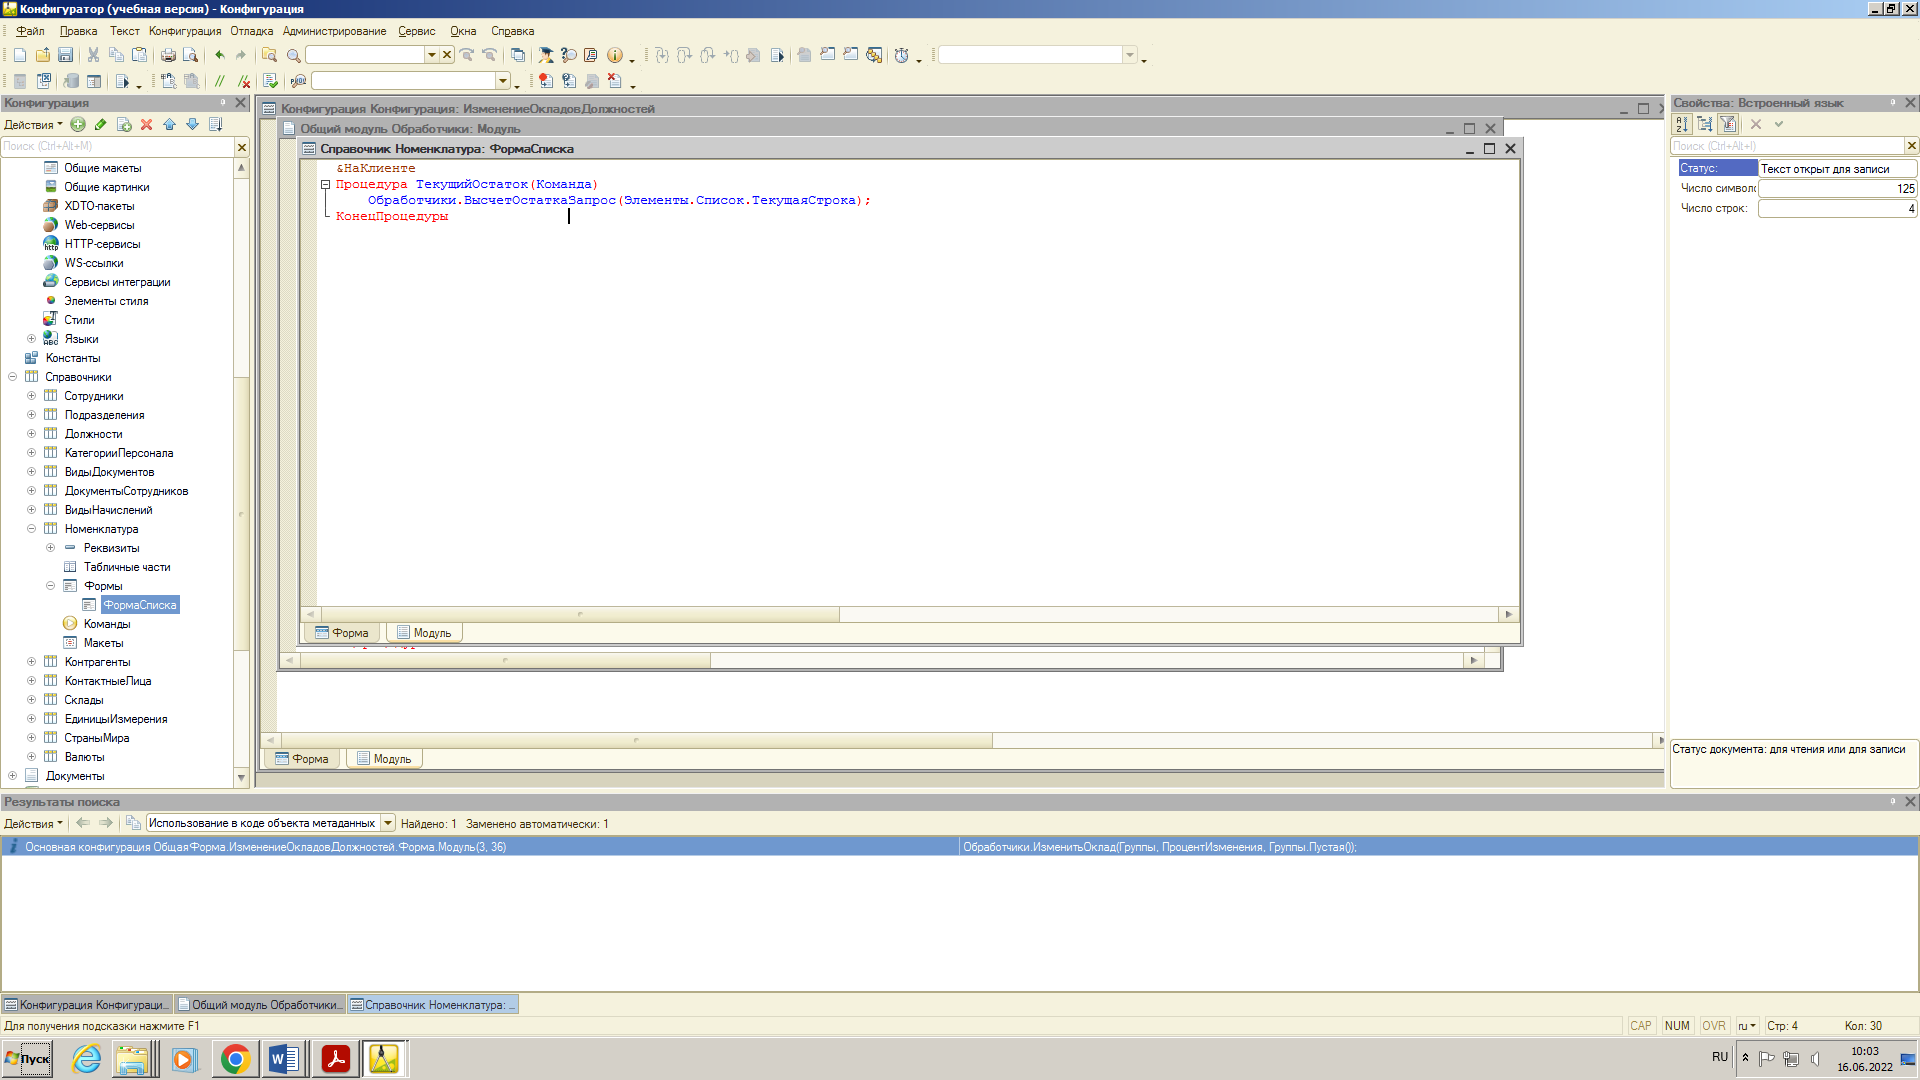 Конфигуратор (учебная версия) - Конфигурация
Файл Правка Текст Конфигурация Отладка Администрирование Сервис Окна Справка
Конфигурация
Действия
Поиск (Ctrl+Alt+M)
Общие макеты
Общие картинки
XDTO-пакеты
Web-сервисы
HTTP-сервисы
WS-ссылки
Сервисы интеграции
Элементы стиля
Стили
Языки
Константы
Справочники
Сотрудники
Подразделения
Должности
КатегорииПерсонала
ВидыДокументов
ДокументыСотрудников
ВидыНачислений
Номенклатура
Реквизиты
Табличные части
Формы
ФормаСписка
Команды
Макеты
Контрагенты
КонтактныеЛица
Склады
ЕдиницыИзмерения
СтраныМира
Валюты
Документы
Конфигурация Конфигурация: ИзменениеОкладовДолжностей
Общий модуль Обработчики: Модуль
Справочник Номенклатура: ФормаСписка
&НаКлиенте
Процедура ТекущийОстаток(Команда)
Обработчики.ВысчетОстаткаЗапрос(Элементы.Список.ТекущаяСтрока);
КонецПроцедуры
Форма Модуль
Форма Модуль
Свойства: Встроенный язык
Поиск (Ctrl+Alt+I)
Статус: Текст открыт для записи
Число символо 125
Число строк: 4
Статус документа: для чтения или для записи
Результаты поиска
Действия Использование в коде объекта метаданных Найдено: 1 Заменено автоматически: 1
Основная конфигурация ОбщаяФорма.ИзменениеОкладовДолжностей.Форма.Модуль(3, 36) Обработчики.ИзменитьОклад(Группы, ПроцентИзменения, Группы.Пустая());
Конфигурация Конфигураци... Общий модуль Обработчики:... Справочник Номенклатура: ...
Для получения подсказки нажмите F1 CAP NUM OVR ru Стр: 4 Кол: 30
Пуск RU 10:03
16.06.2022